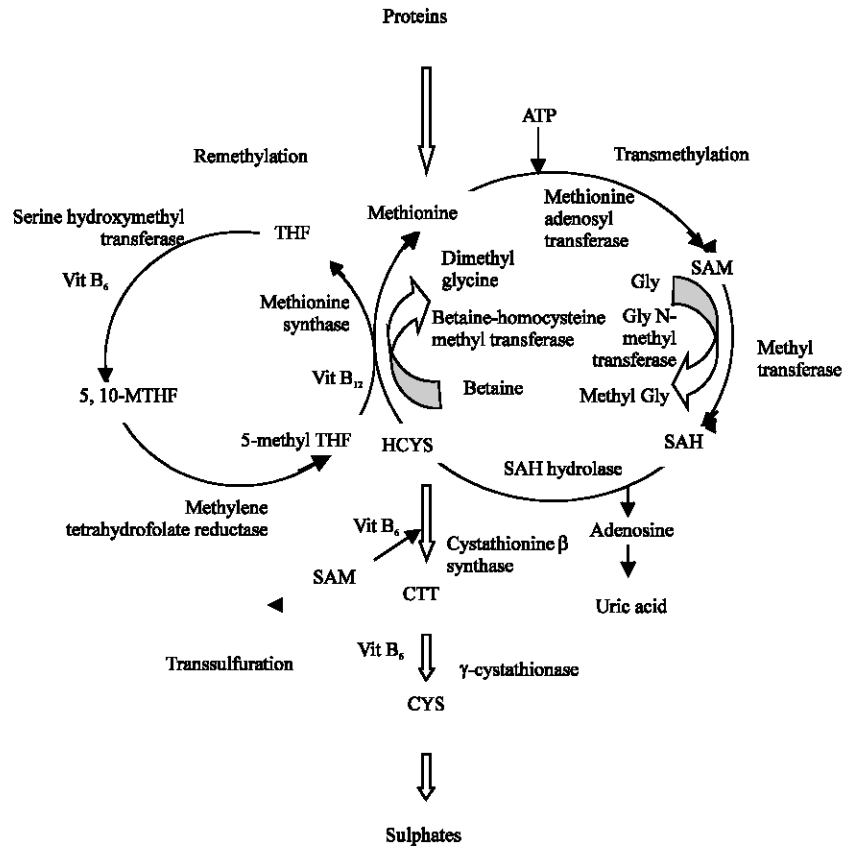 Proteins
ATP
Remethylation
Transmethylation
Serine hydroxymethyl
transferase
THF
Methionine
Methionine
adenosyl
transferase
Vit B₆
Dimethyl
glycine
SAM
Gly
Methionine
synthase
Betaine-homocysteine
methyl transferase
Gly N-
methyl
transferase
Methyl
transferase
Vit B₁₂
5, 10-MTHF
Betaine
Methyl Gly
5-methyl THF
HCYS
SAH
SAH hydrolase
Methylene
tetrahydrofolate reductase
Vit B₆
Cystathionine β
synthase
Adenosine
SAM
CTT
Uric acid
Transsulfuration
Vit B₆
γ-cystathionase
CYS
Sulphates